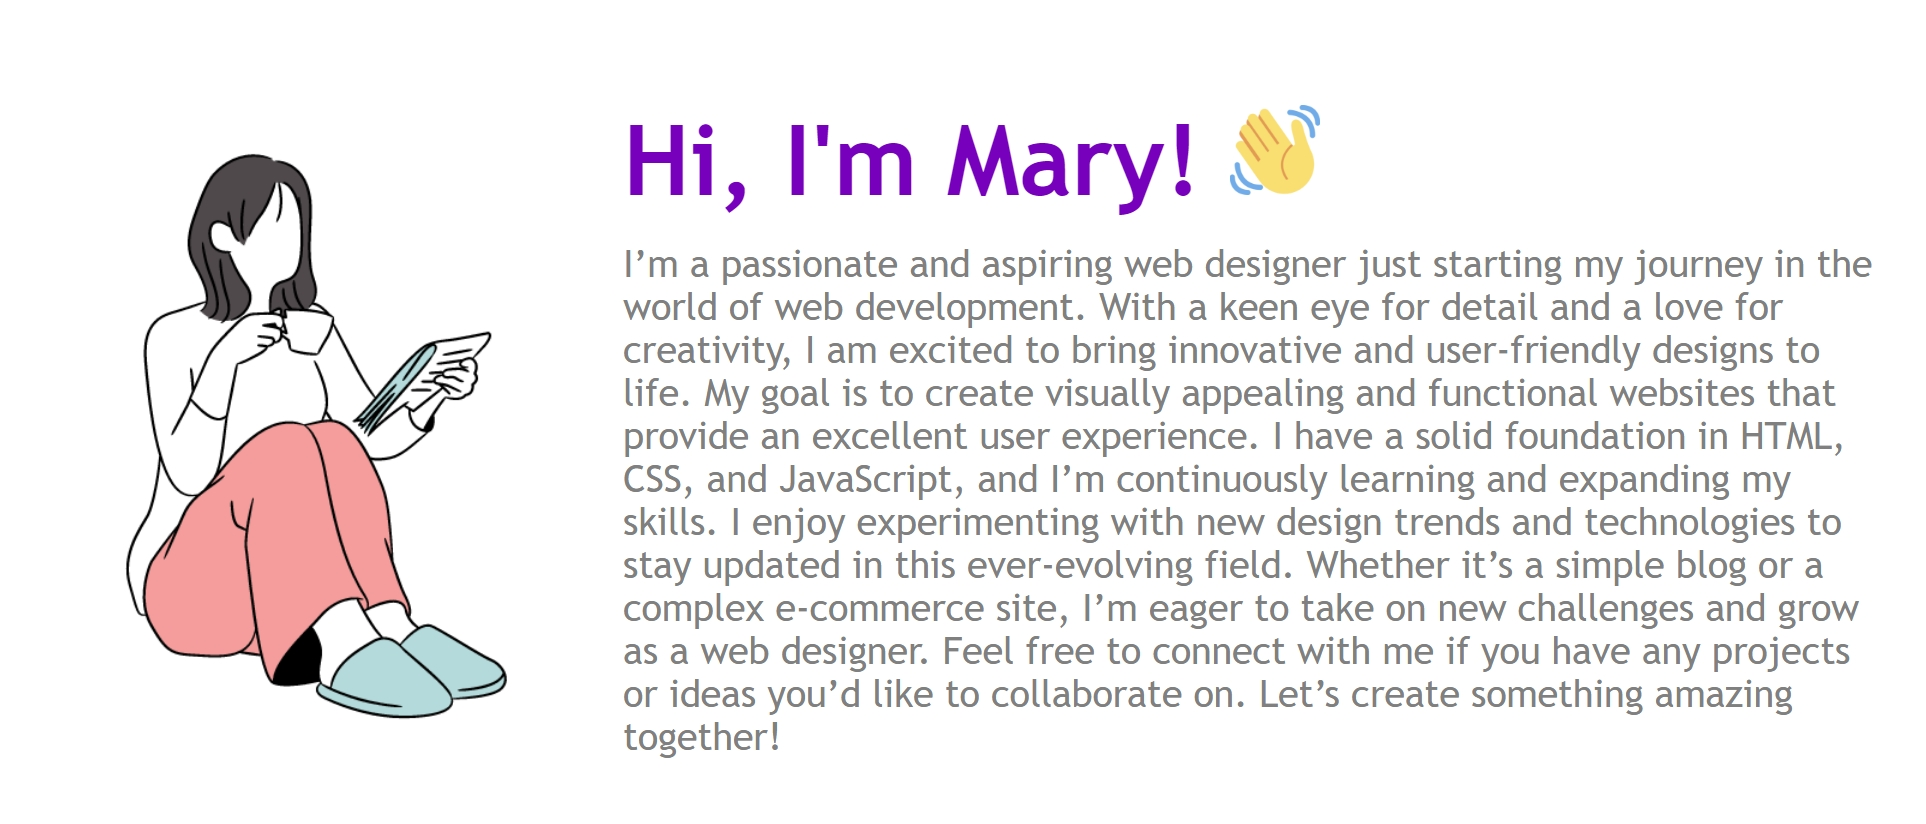 Hi, I'm Mary! 👋
I’m a passionate and aspiring web designer just starting my journey in the
world of web development. With a keen eye for detail and a love for
creativity, I am excited to bring innovative and user-friendly designs to
life. My goal is to create visually appealing and functional websites that
provide an excellent user experience. I have a solid foundation in HTML,
CSS, and JavaScript, and I’m continuously learning and expanding my
skills. I enjoy experimenting with new design trends and technologies to
stay updated in this ever-evolving field. Whether it’s a simple blog or a
complex e-commerce site, I’m eager to take on new challenges and grow
as a web designer. Feel free to connect with me if you have any projects
or ideas you’d like to collaborate on. Let’s create something amazing
together!